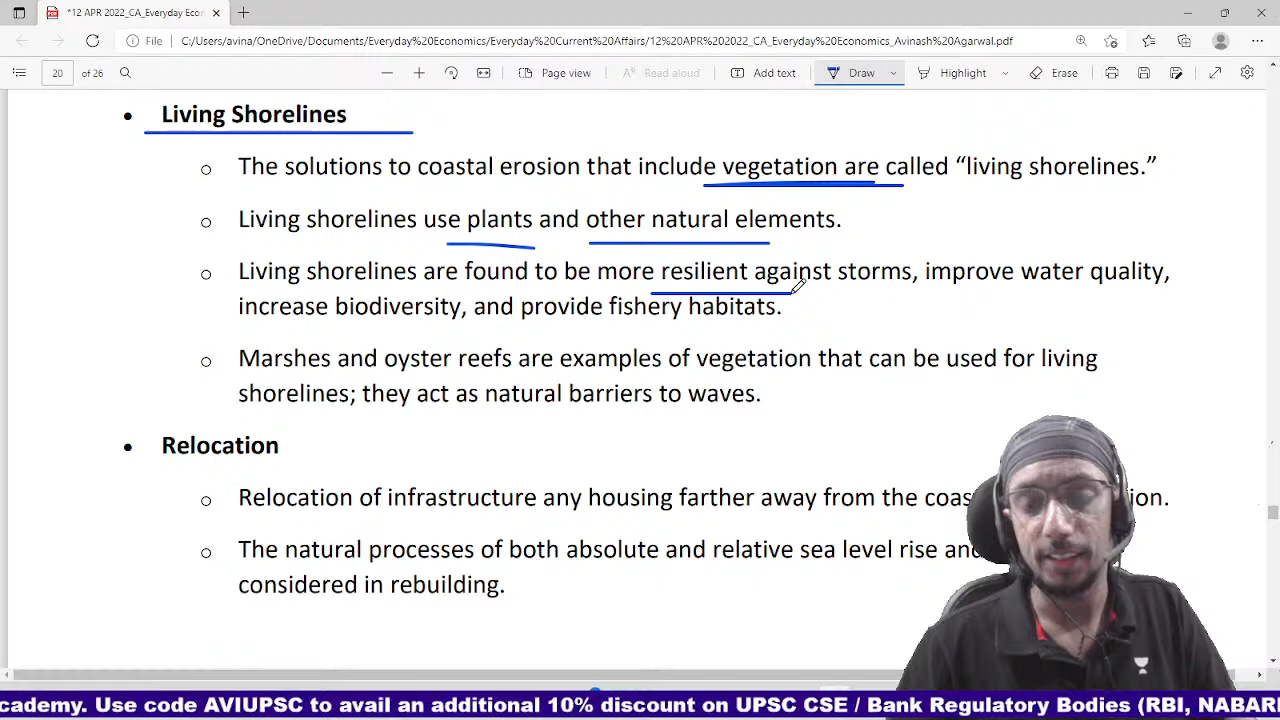 *12 APR 2022_CA_Everyday Econ
File C:/Users/avina/OneDrive/Documents/Everyday%20Economics/Everyday%20Current%20Affairs/12%20APR%202022_CA_Everyday%20Economics_Avinash%20Agarwal.pdf
20 of 26 Page view Read aloud Add text Draw Highlight Erase
• Living Shorelines
o The solutions to coastal erosion that include vegetation are called “living shorelines.”
o Living shorelines use plants and other natural elements.
o Living shorelines are found to be more resilient against storms, improve water quality,
increase biodiversity, and provide fishery habitats.
o Marshes and oyster reefs are examples of vegetation that can be used for living
shorelines; they act as natural barriers to waves.
• Relocation
o Relocation of infrastructure any housing farther away from the coas
o The natural processes of both absolute and relative sea level rise and
considered in rebuilding.
cademy. Use code AVIUPSC to avail an additional 10% discount on UPSC CSE / Bank Regulatory Bodies (RBI, NABARD